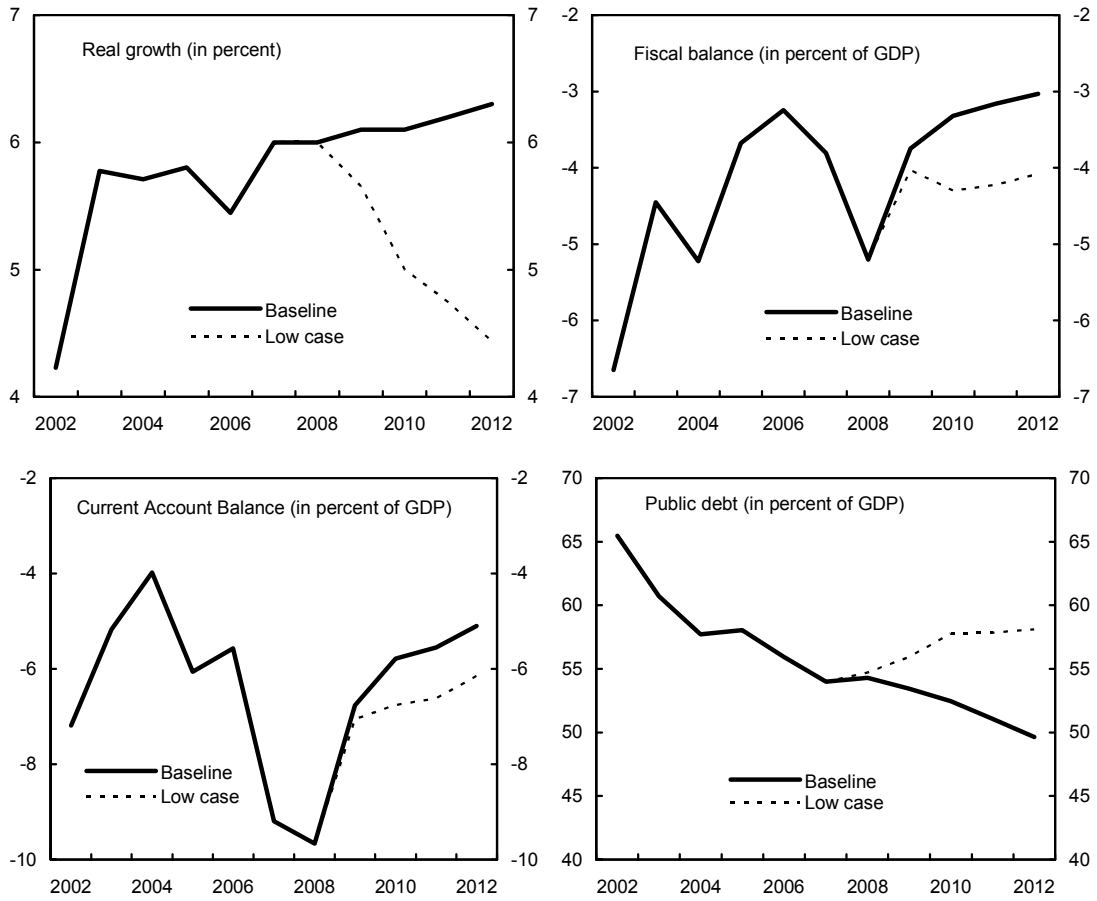 7
7
Real growth (in percent)
6
6
5
5
Baseline
Low case
4
4
2002 2004 2006 2008 2010 2012
-2
-2
Fiscal balance (in percent of GDP)
-3
-3
-4
-4
-5
-5
-6
-6
Baseline
Low case
-7
-7
2002 2004 2006 2008 2010 2012
-2
-2
Current Account Balance (in percent of GDP)
-4
-4
-6
-6
-8
-8
Baseline
Low case
-10
-10
2002 2004 2006 2008 2010 2012
70
70
Public debt (in percent of GDP)
65
65
60
60
55
55
50
50
Baseline
45
45
Low case
40
40
2002 2004 2006 2008 2010 2012